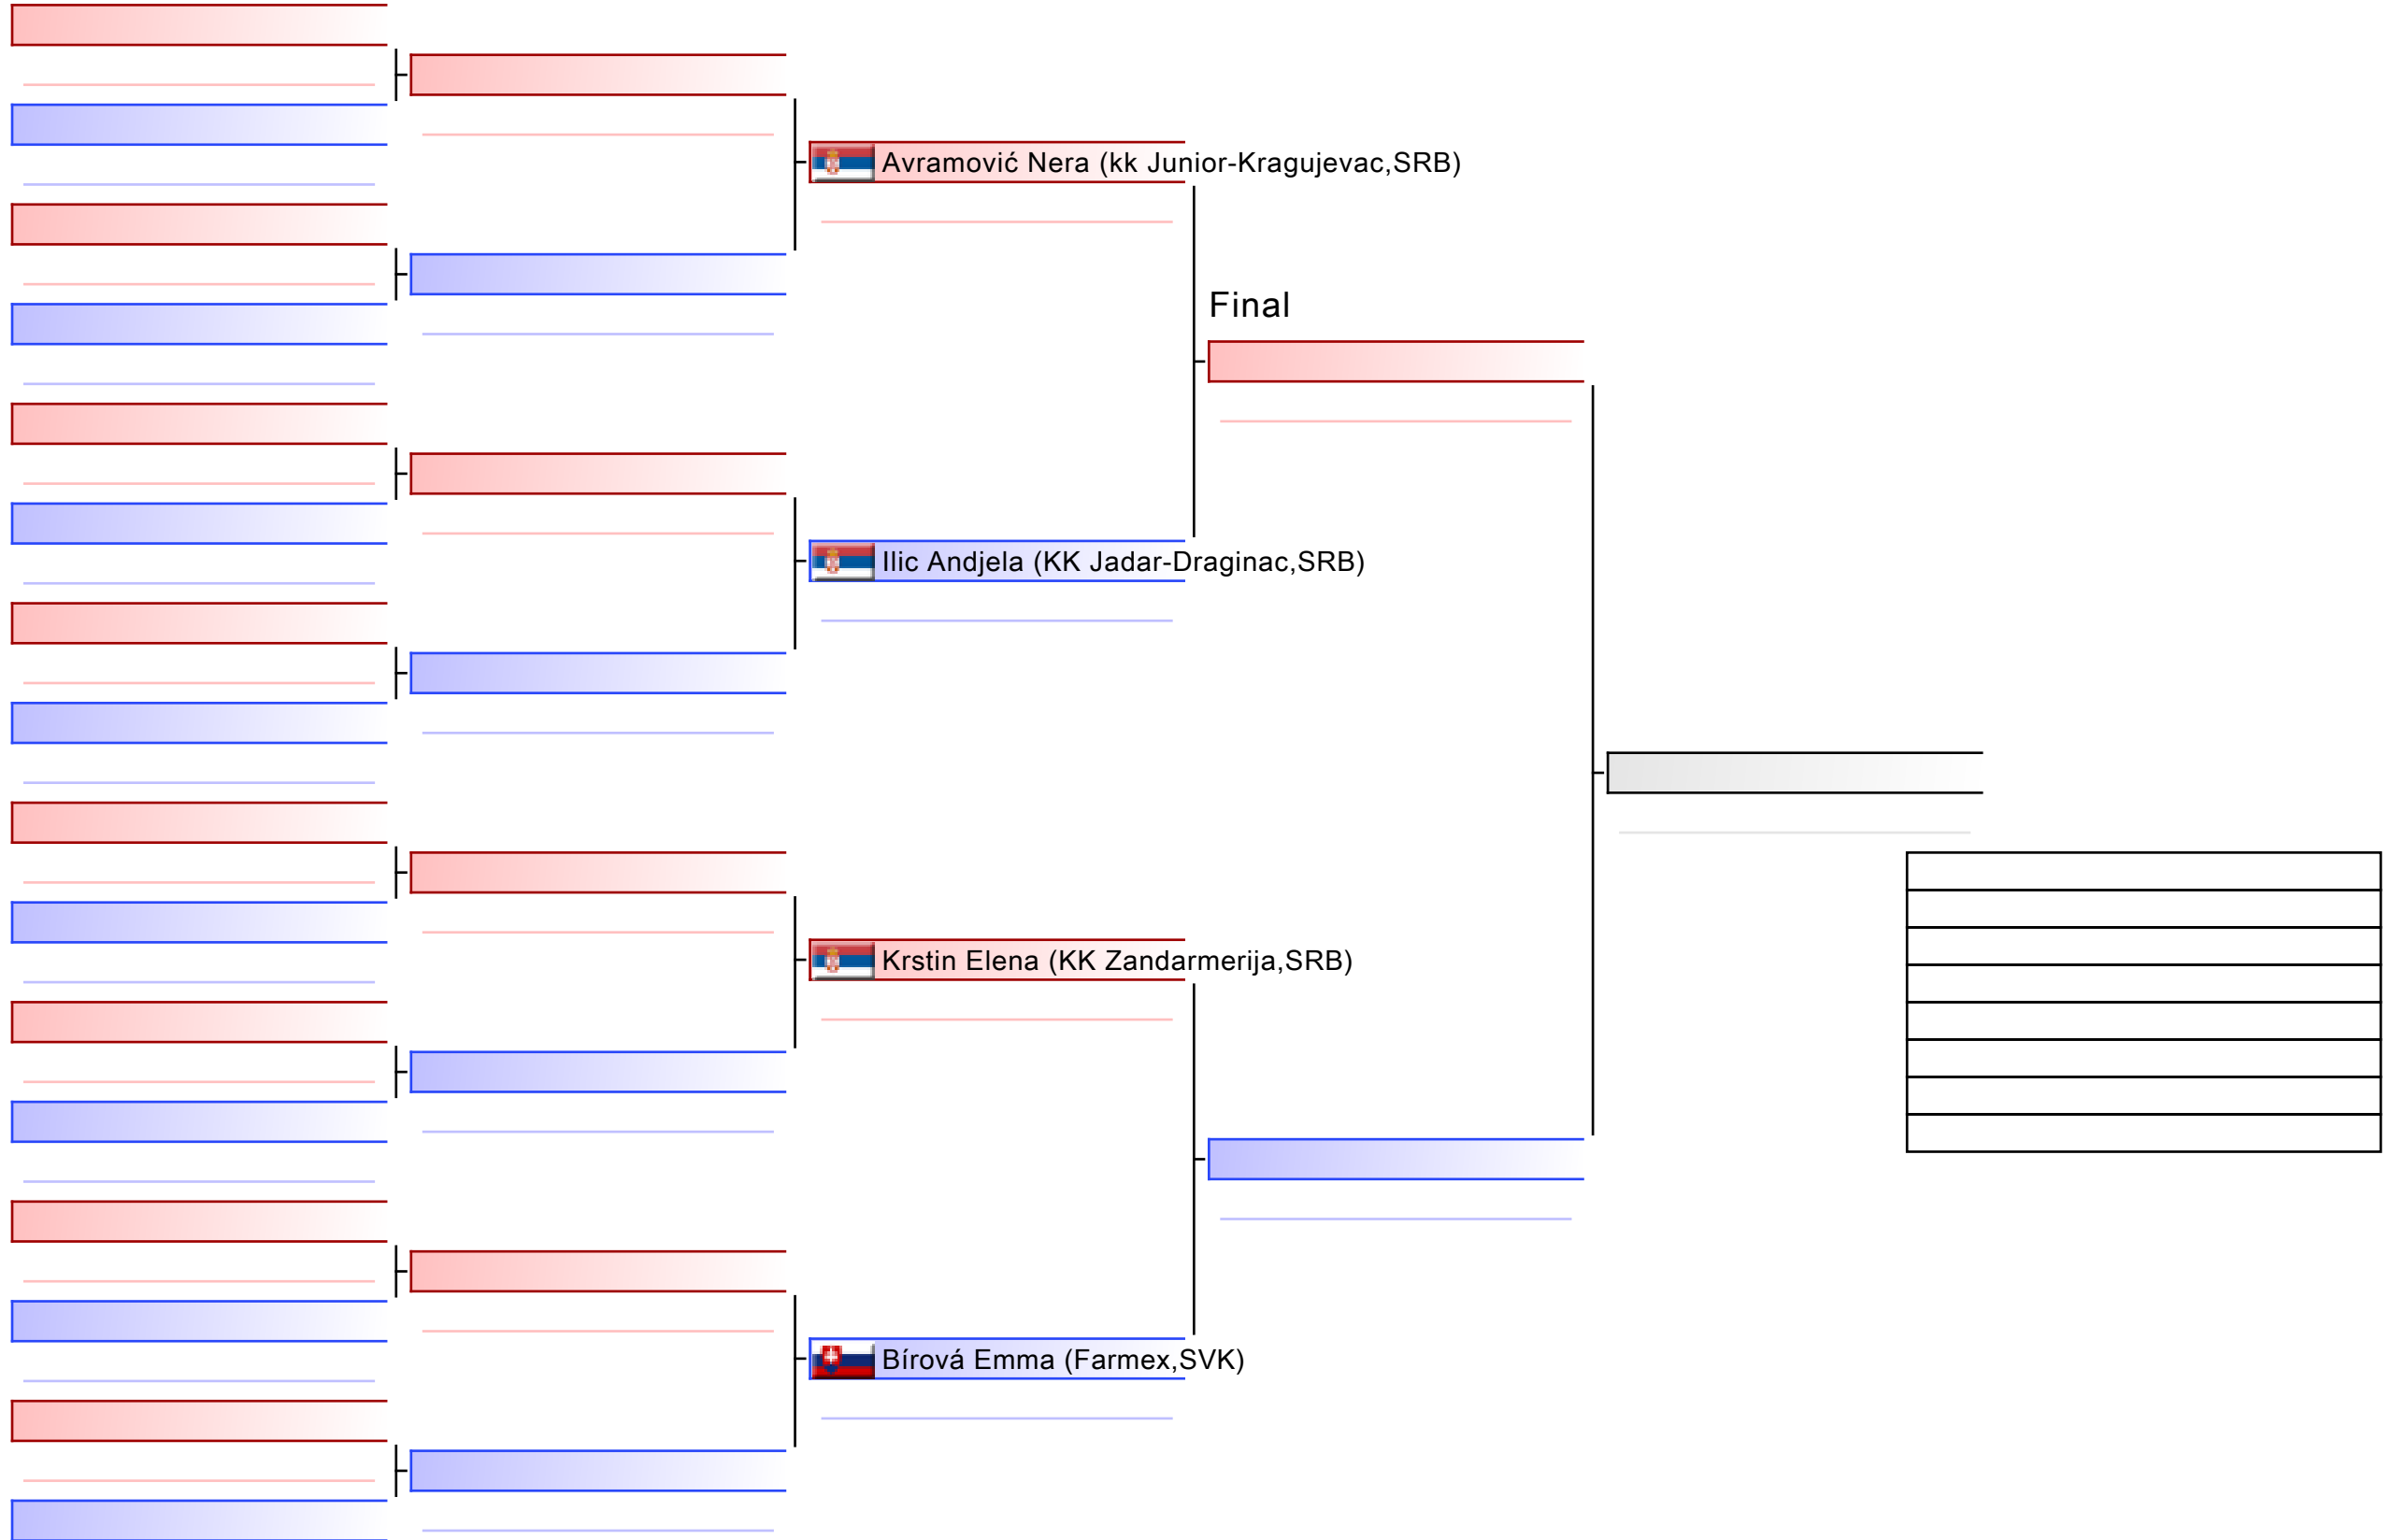 Avramović Nera (kk Junior-Kragujevac,SRB)
Final
Ilic Andjela (KK Jadar-Draginac,SRB)
Krstin Elena (KK Zandarmerija,SRB)
Bírová Emma (Farmex,SVK)